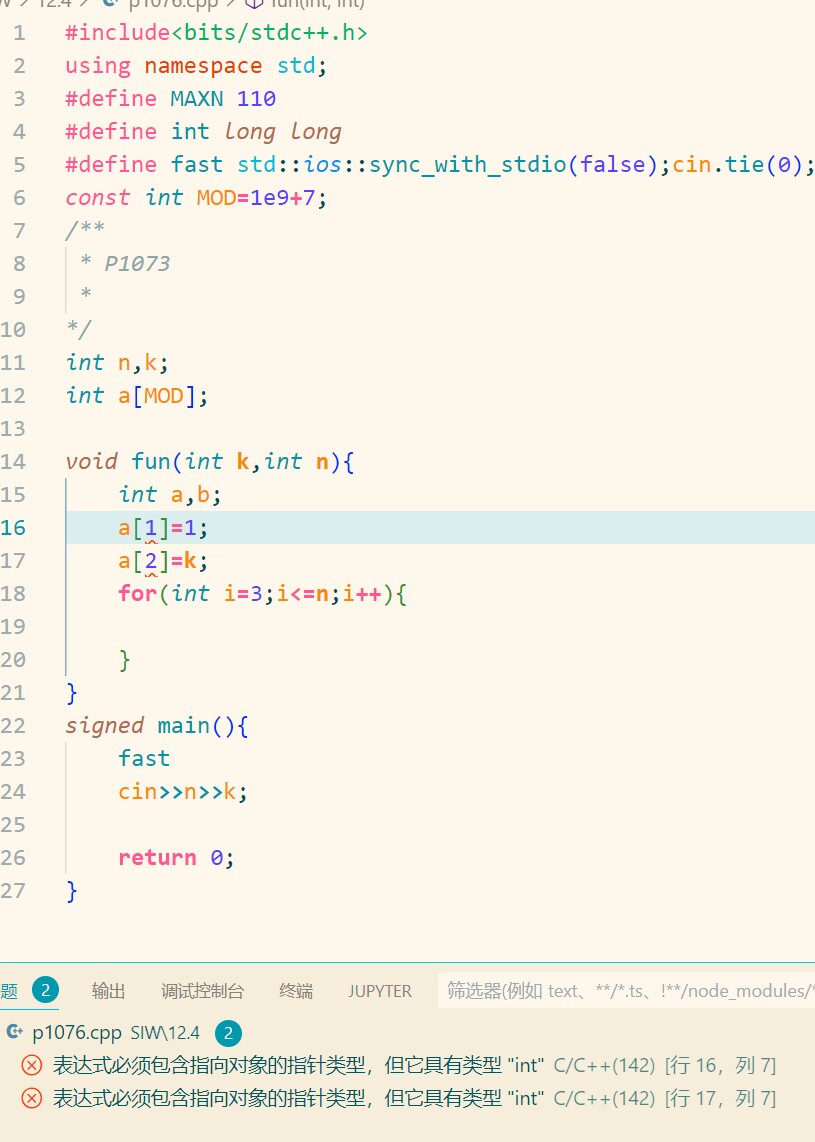 12.4 > p1076.cpp > fun(int, int)
1 #include<bits/stdc++.h>
2 using namespace std;
3 #define MAXN 110
4 #define int long long
5 #define fast std::ios::sync_with_stdio(false);cin.tie(0);
6 const int MOD=1e9+7;
7 /**
8 * P1073
9 *
10 */
11 int n,k;
12 int a[MOD];
13
14 void fun(int k,int n){
15 int a,b;
16 a[1]=1;
17 a[2]=k;
18 for(int i=3;i<=n;i++){
19
20 }
21 }
22 signed main(){
23 fast
24 cin>>n>>k;
25
26 return 0;
27 }
题 2 输出 调试控制台 终端 JUPYTER 筛选器(例如 text、**/*.ts、!**/node_modules/*
p1076.cpp SIW\12.4 2
表达式必须包含指向对象的指针类型，但它具有类型 "int" C/C++(142) [行 16，列 7]
表达式必须包含指向对象的指针类型，但它具有类型 "int" C/C++(142) [行 17，列 7]